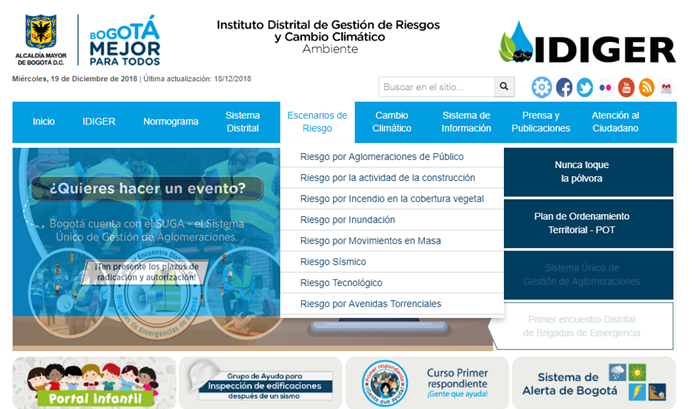 ALCALDÍA MAYOR
DE BOGOTÁ D.C.
BOGOTÁ
MEJOR
PARA TODOS
Instituto Distrital de Gestión de Riesgos
y Cambio Climático
Ambiente
IDIGER
Miércoles, 19 de Diciembre de 2018 | Última actualización: 18/12/2018
Buscar en el sitio...
Inicio
IDIGER
Normograma
Sistema
Distrital
Escenarios de
Riesgo
Cambio
Climático
Sistema de
Información
Prensa y
Publicaciones
Atención al
Ciudadano
Riesgo por Aglomeraciones de Público
Riesgo por la actividad de la construcción
Riesgo por Incendio en la cobertura vegetal
Riesgo por Inundación
Riesgo por Movimientos en Masa
Riesgo Sísmico
Riesgo Tecnológico
Riesgo por Avenidas Torrenciales
¿Quieres hacer un evento?
Bogotá cuenta con el SUGA - el Sistema
Único de Gestión de Aglomeraciones.
¡Ten presente los plazos de
radicación y autorización!
Nunca toque
la pólvora
Plan de Ordenamiento
Territorial - POT
Sistema Único de
Gestión de Aglomeraciones
Primer encuentro Distrital
de Brigadas de Emergencia
Portal Infantil
Grupo de Ayuda para
Inspección de edificaciones
después de un sismo
Curso Primer
respondiente
¡Gente que ayuda!
Sistema de
Alerta de Bogotá